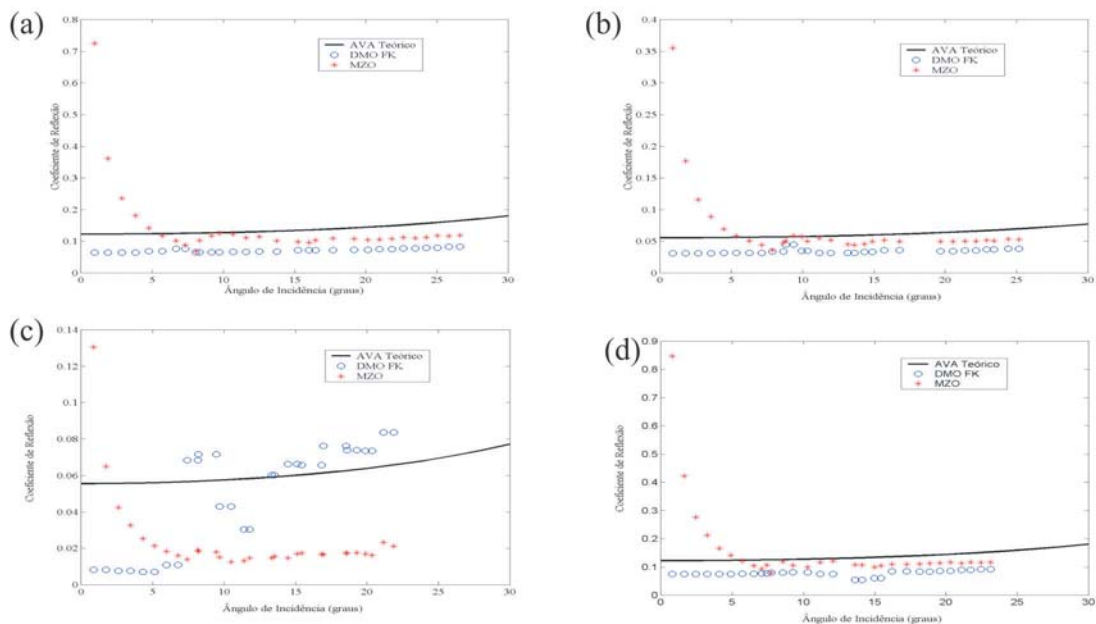 (a)
0.8
0.7
0.6
0.5
0.4
0.3
0.2
0.1
0
Coeficiente de Reflexão
AVA Teórico
DMO FK
MZO
0 5 10 15 20 25 30
Ângulo de Incidência (graus)
(b)
0.4
0.35
0.3
0.25
0.2
0.15
0.1
0.05
0
Coeficiente de Reflexão
AVA Teórico
DMO FK
MZO
0 5 10 15 20 25 30
Ângulo de Incidência (graus)
(c)
0.14
0.12
0.1
0.08
0.06
0.04
0.02
0
Coeficiente de Reflexão
AVA Teórico
DMO FK
MZO
0 5 10 15 20 25 30
Ângulo de Incidência (graus)
(d)
0.9
0.8
0.7
0.6
0.5
0.4
0.3
0.2
0.1
0
Coeficiente de Reflexão
AVA Teórico
DMO FK
MZO
0 5 10 15 20 25 30
Ângulo de Incidência (graus)